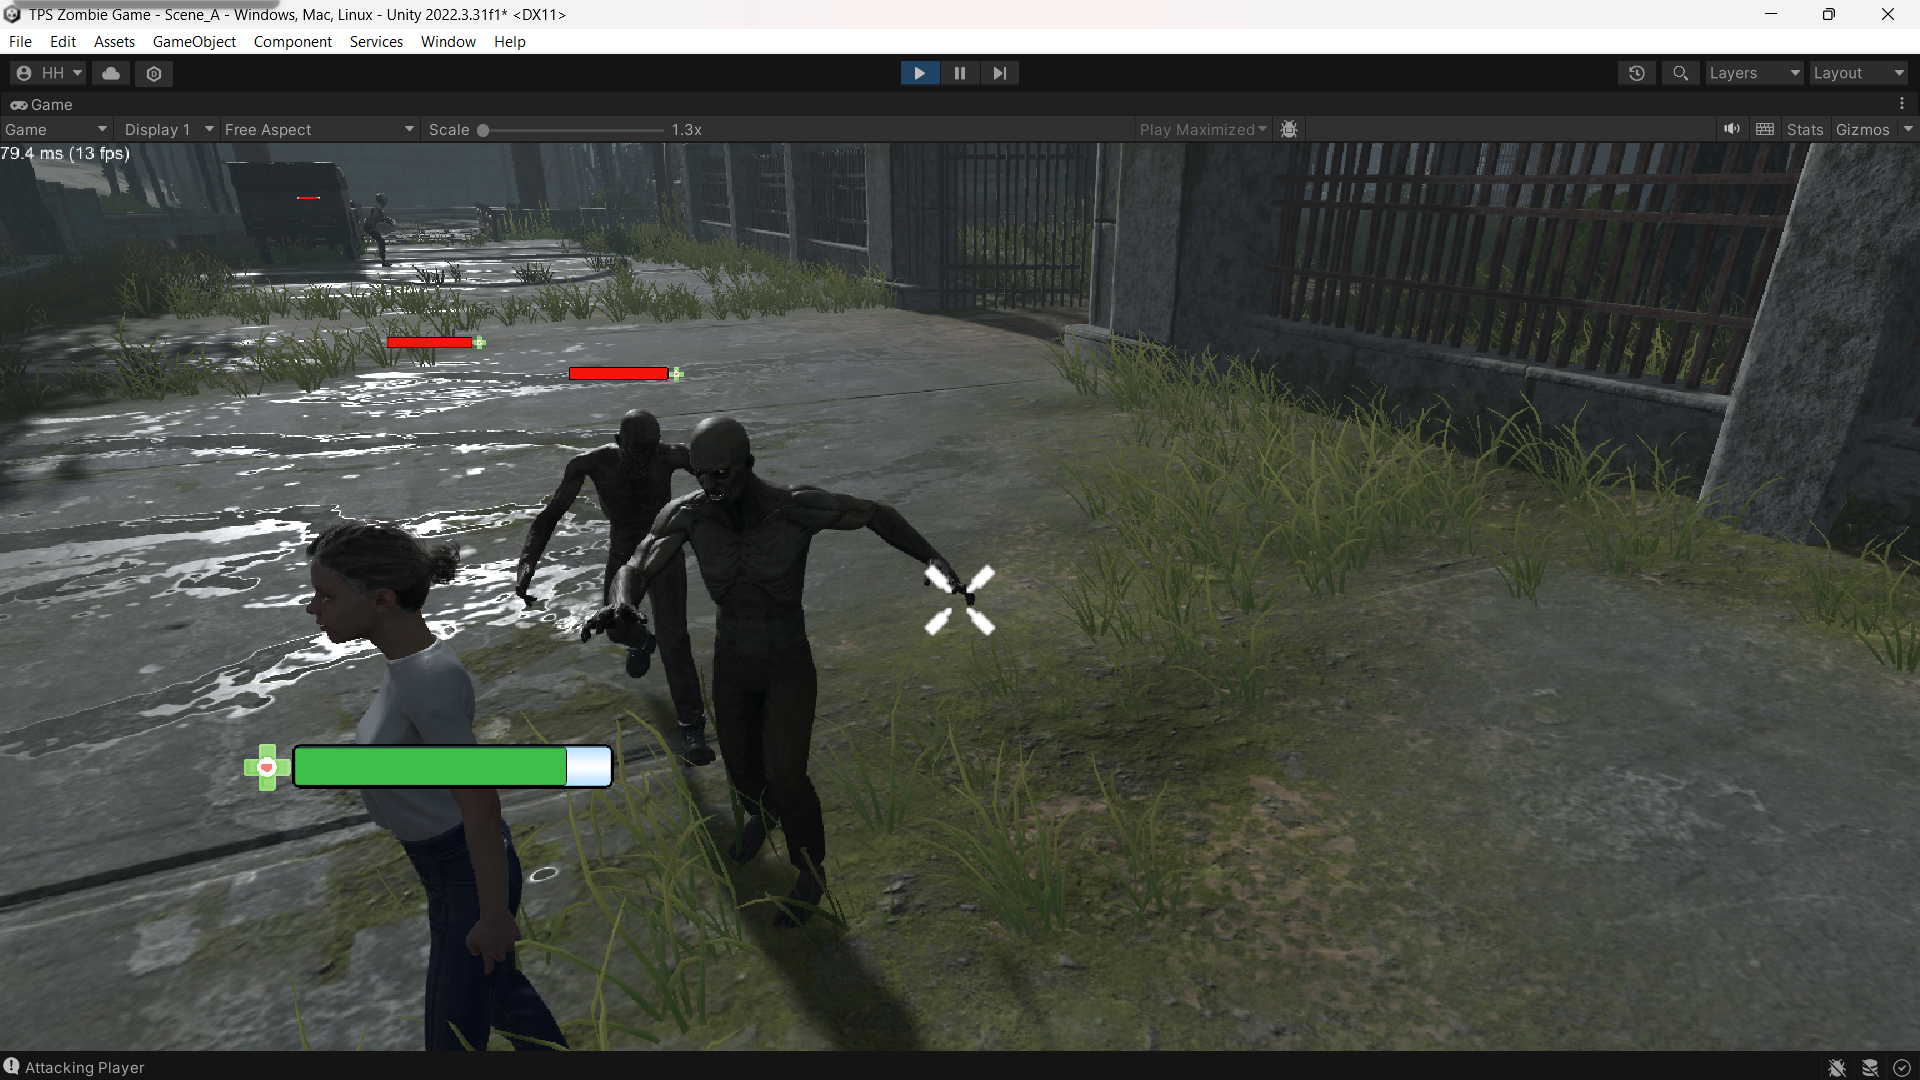 TPS Zombie Game - Scene_A - Windows, Mac, Linux - Unity 2022.3.31f1* <DX11>
File Edit Assets GameObject Component Services Window Help
HH Layers Layout
Game
Game Display 1 Free Aspect Scale 1.3x Play Maximized Stats Gizmos
79.4 ms (13 fps)
Attacking Player